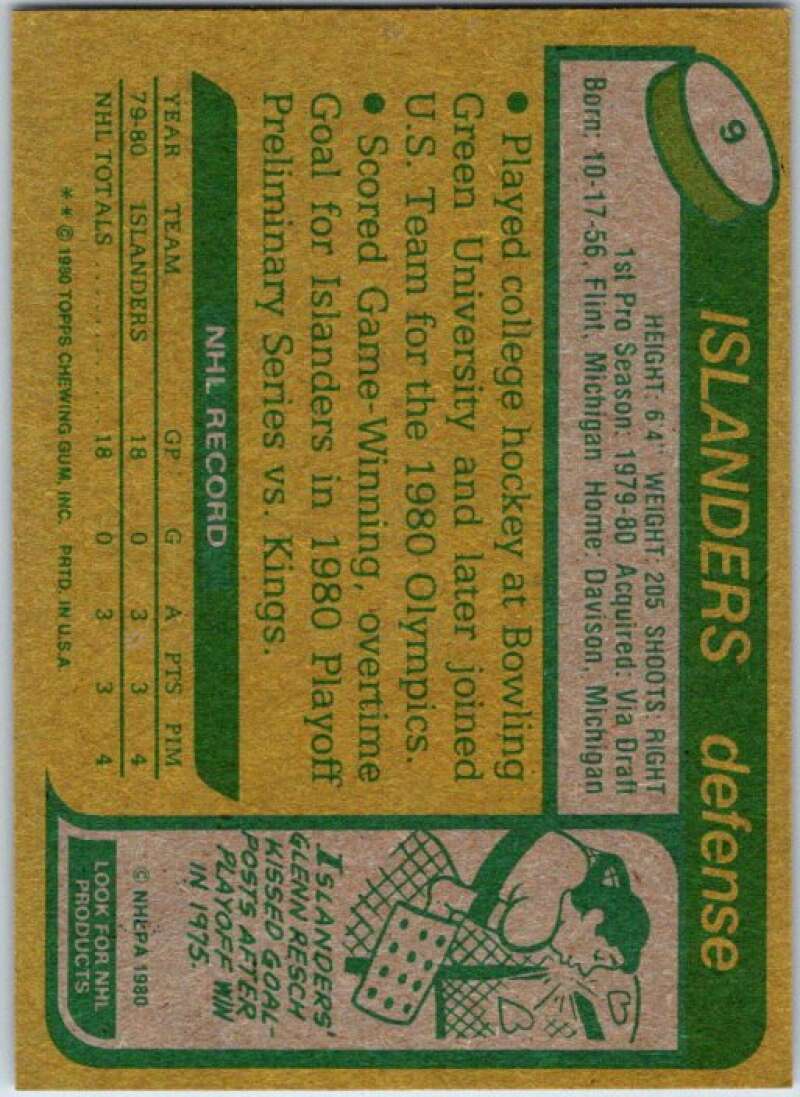 9
ISLANDERS defense
HEIGHT: 6'4" WEIGHT: 205 SHOOTS: RIGHT
1st Pro Season: 1979-80 Acquired: Via Draft
Born: 10-17-56, Flint, Michigan Home: Davison, Michigan
• Played college hockey at Bowling
Green University and later joined
U.S. Team for the 1980 Olympics.
• Scored Game-Winning, overtime
Goal for Islanders in 1980 Playoff
Preliminary Series vs. Kings.
NHL RECORD
YEAR TEAM GP G A PTS PIM
79-80 ISLANDERS 18 0 3 3 4
NHL TOTALS .......... 18 0 3 3 4
* * © 1980 TOPPS CHEWING GUM, INC. PRTD. IN U.S.A.
ISLANDERS'
GLENN RESCH
KISSED GOAL-
POSTS AFTER
PLAYOFF WIN
IN 1975.
© NHLPA 1980
LOOK FOR NHL
PRODUCTS